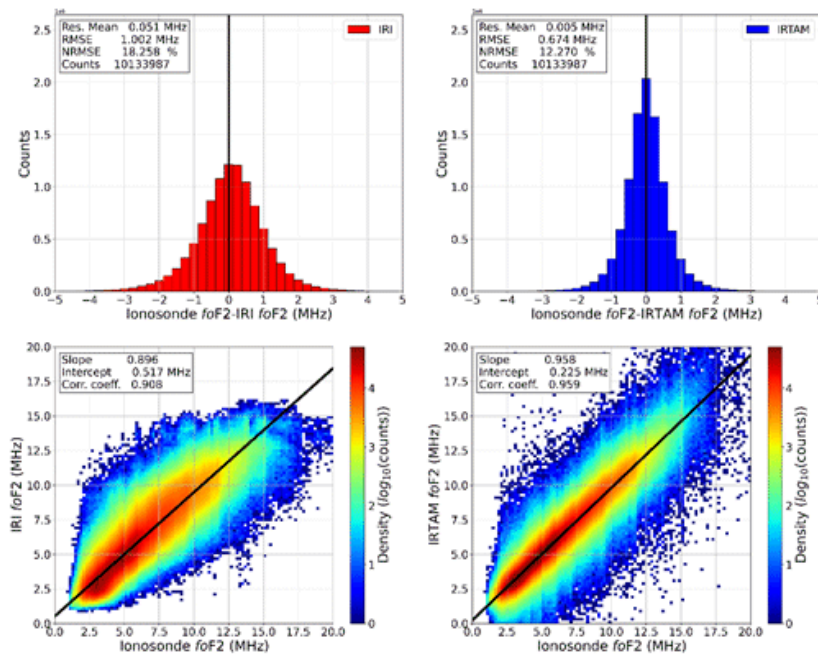 1e6
Res. Mean 0.051 MHz
RMSE 1.002 MHz
NRMSE 18.258 %
Counts 10133987
IRI
Counts
2.5
2.0
1.5
1.0
0.5
0.0
−5 −4 −3 −2 −1 0 1 2 3 4 5
Ionosonde foF2-IRI foF2 (MHz)
Res. Mean 0.005 MHz
RMSE 0.674 MHz
NRMSE 12.270 %
Counts 10133987
IRTAM
Counts
2.5
2.0
1.5
1.0
0.5
0.0
−5 −4 −3 −2 −1 0 1 2 3 4 5
Ionosonde foF2-IRTAM foF2 (MHz)
Slope 0.896
Intercept 0.517 MHz
Corr. coeff. 0.908
IRI foF2 (MHz)
20.0
17.5
15.0
12.5
10.0
7.5
5.0
2.5
0.0
0.0 2.5 5.0 7.5 10.0 12.5 15.0 17.5 20.0
Ionosonde foF2 (MHz)
4
3
2
1
0
Density (log10(counts))
Slope 0.958
Intercept 0.225 MHz
Corr. coeff. 0.959
IRTAM foF2 (MHz)
20.0
17.5
15.0
12.5
10.0
7.5
5.0
2.5
0.0
0.0 2.5 5.0 7.5 10.0 12.5 15.0 17.5 20.0
Ionosonde foF2 (MHz)
4
3
2
1
0
Density (log10(counts))